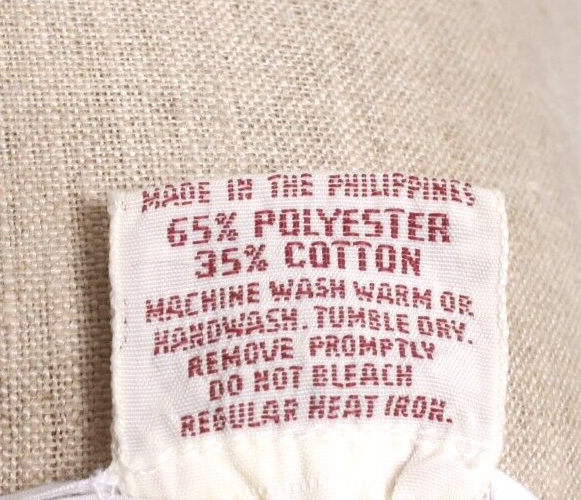 MADE IN THE PHILIPPINES
65% POLYESTER
35% COTTON
MACHINE WASH WARM OR
HANDWASH. TUMBLE DRY.
REMOVE PROMPTLY
DO NOT BLEACH
REGULAR HEAT IRON.